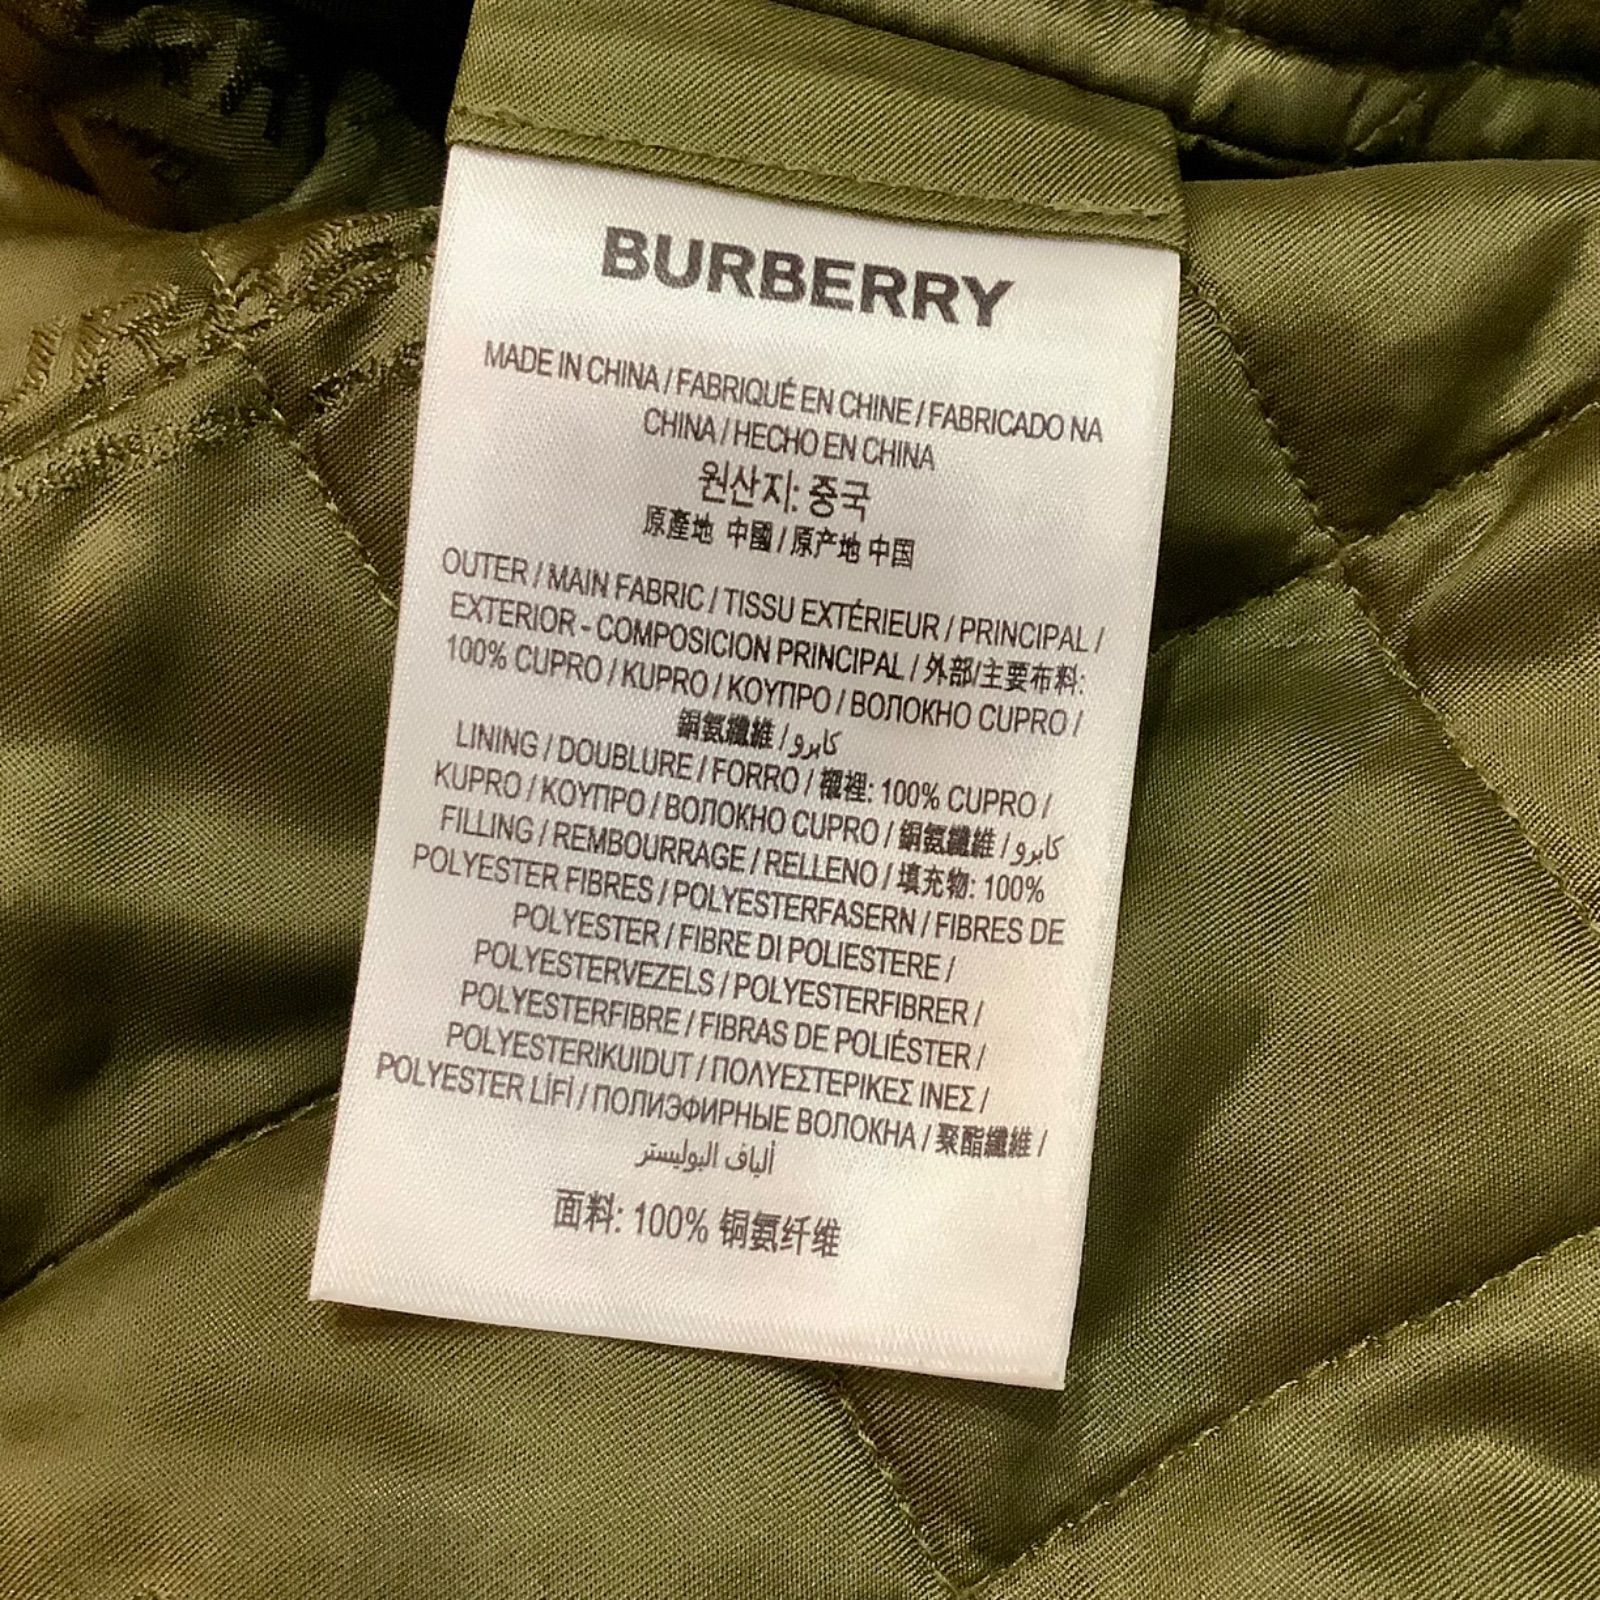 BURBERRY
MADE IN CHINA / FABRIQUÉ EN CHINE / FABRICADO NA
CHINA / HECHO EN CHINA
원산지: 중국
原產地 中國 / 原产地 中国
OUTER / MAIN FABRIC / TISSU EXTÉRIEUR / PRINCIPAL /
EXTERIOR - COMPOSICION PRINCIPAL / 外部/主要布料:
100% CUPRO / KUPRO / ΚΟΥΠΡΟ / ВОЛОКНО CUPRO /
銅氨纖維 / كابرو
LINING / DOUBLURE / FORRO / 襯裡: 100% CUPRO /
KUPRO / ΚΟΥΠΡΟ / ВОЛОКНО CUPRO / 銅氨纖維 / كابرو
FILLING / REMBOURRAGE / RELLENO / 填充物: 100%
POLYESTER FIBRES / POLYESTERFASERN / FIBRES DE
POLYESTER / FIBRE DI POLIESTERE /
POLYESTERVEZELS / POLYESTERFIBRER /
POLYESTERFIBRE / FIBRAS DE POLIÉSTER /
POLYESTERIKUIDUT / ΠΟΛΥΕΣΤΕΡΙΚΕΣ ΙΝΕΣ /
POLYESTER LİFİ / ПОЛИЭФИРНЫЕ ВОЛОКНА / 聚酯纖維 /
ألياف البوليستر
面料: 100% 铜氨纤维